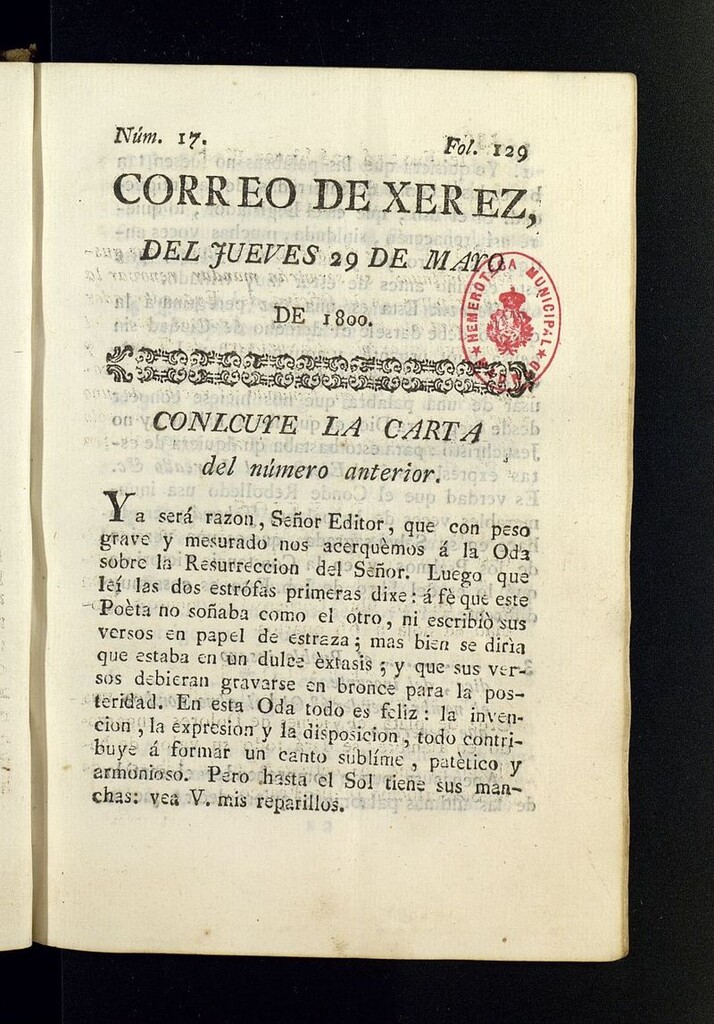 Núm. 17.
Fol. 129
CORREO DE XEREZ,
DEL JUEVES 29 DE MAYO
DE 1800.
HEMEROTECA MUNICIPAL
CONLCUYE LA CARTA
del número anterior.
Ya será razon, Señor Editor, que con peso
grave y mesurado nos acerquèmos á la Oda
sobre la Resurreccion del Señor. Luego que
leí las dos estrófas primeras dixe: á fè que este
Poèta no soñaba como el otro, ni escribiò sus
versos en papel de estraza; mas bien se dirìa
que estaba en un dulce èxtasis; y que sus ver-
sos debieran gravarse en bronce para la pos-
teridad. En esta Oda todo es feliz: la inven-
cion, la expresion y la disposicion, todo contri-
buye á formar un canto sublíme, patètico y
armonioso. Pero hasta el Sol tiene sus man-
chas: vea V. mis reparillos.